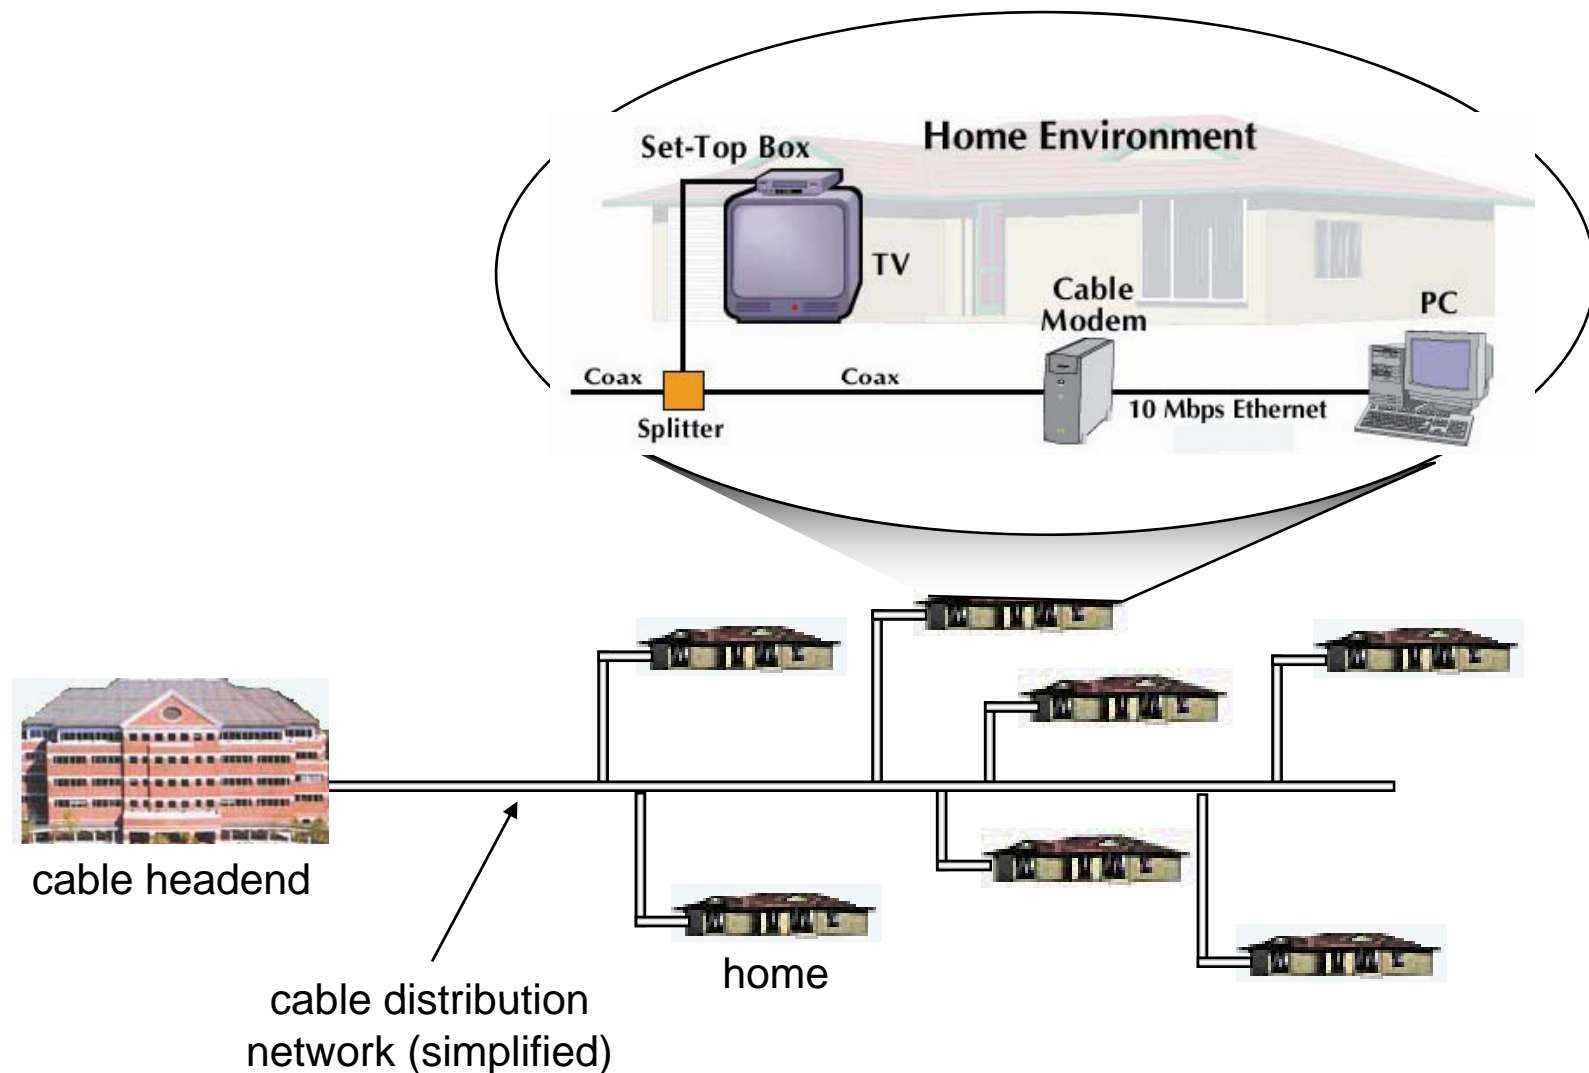 Home Environment
Set-Top Box
TV
Cable
Modem
PC
Coax
Coax
10 Mbps Ethernet
Splitter
cable headend
home
cable distribution
network (simplified)